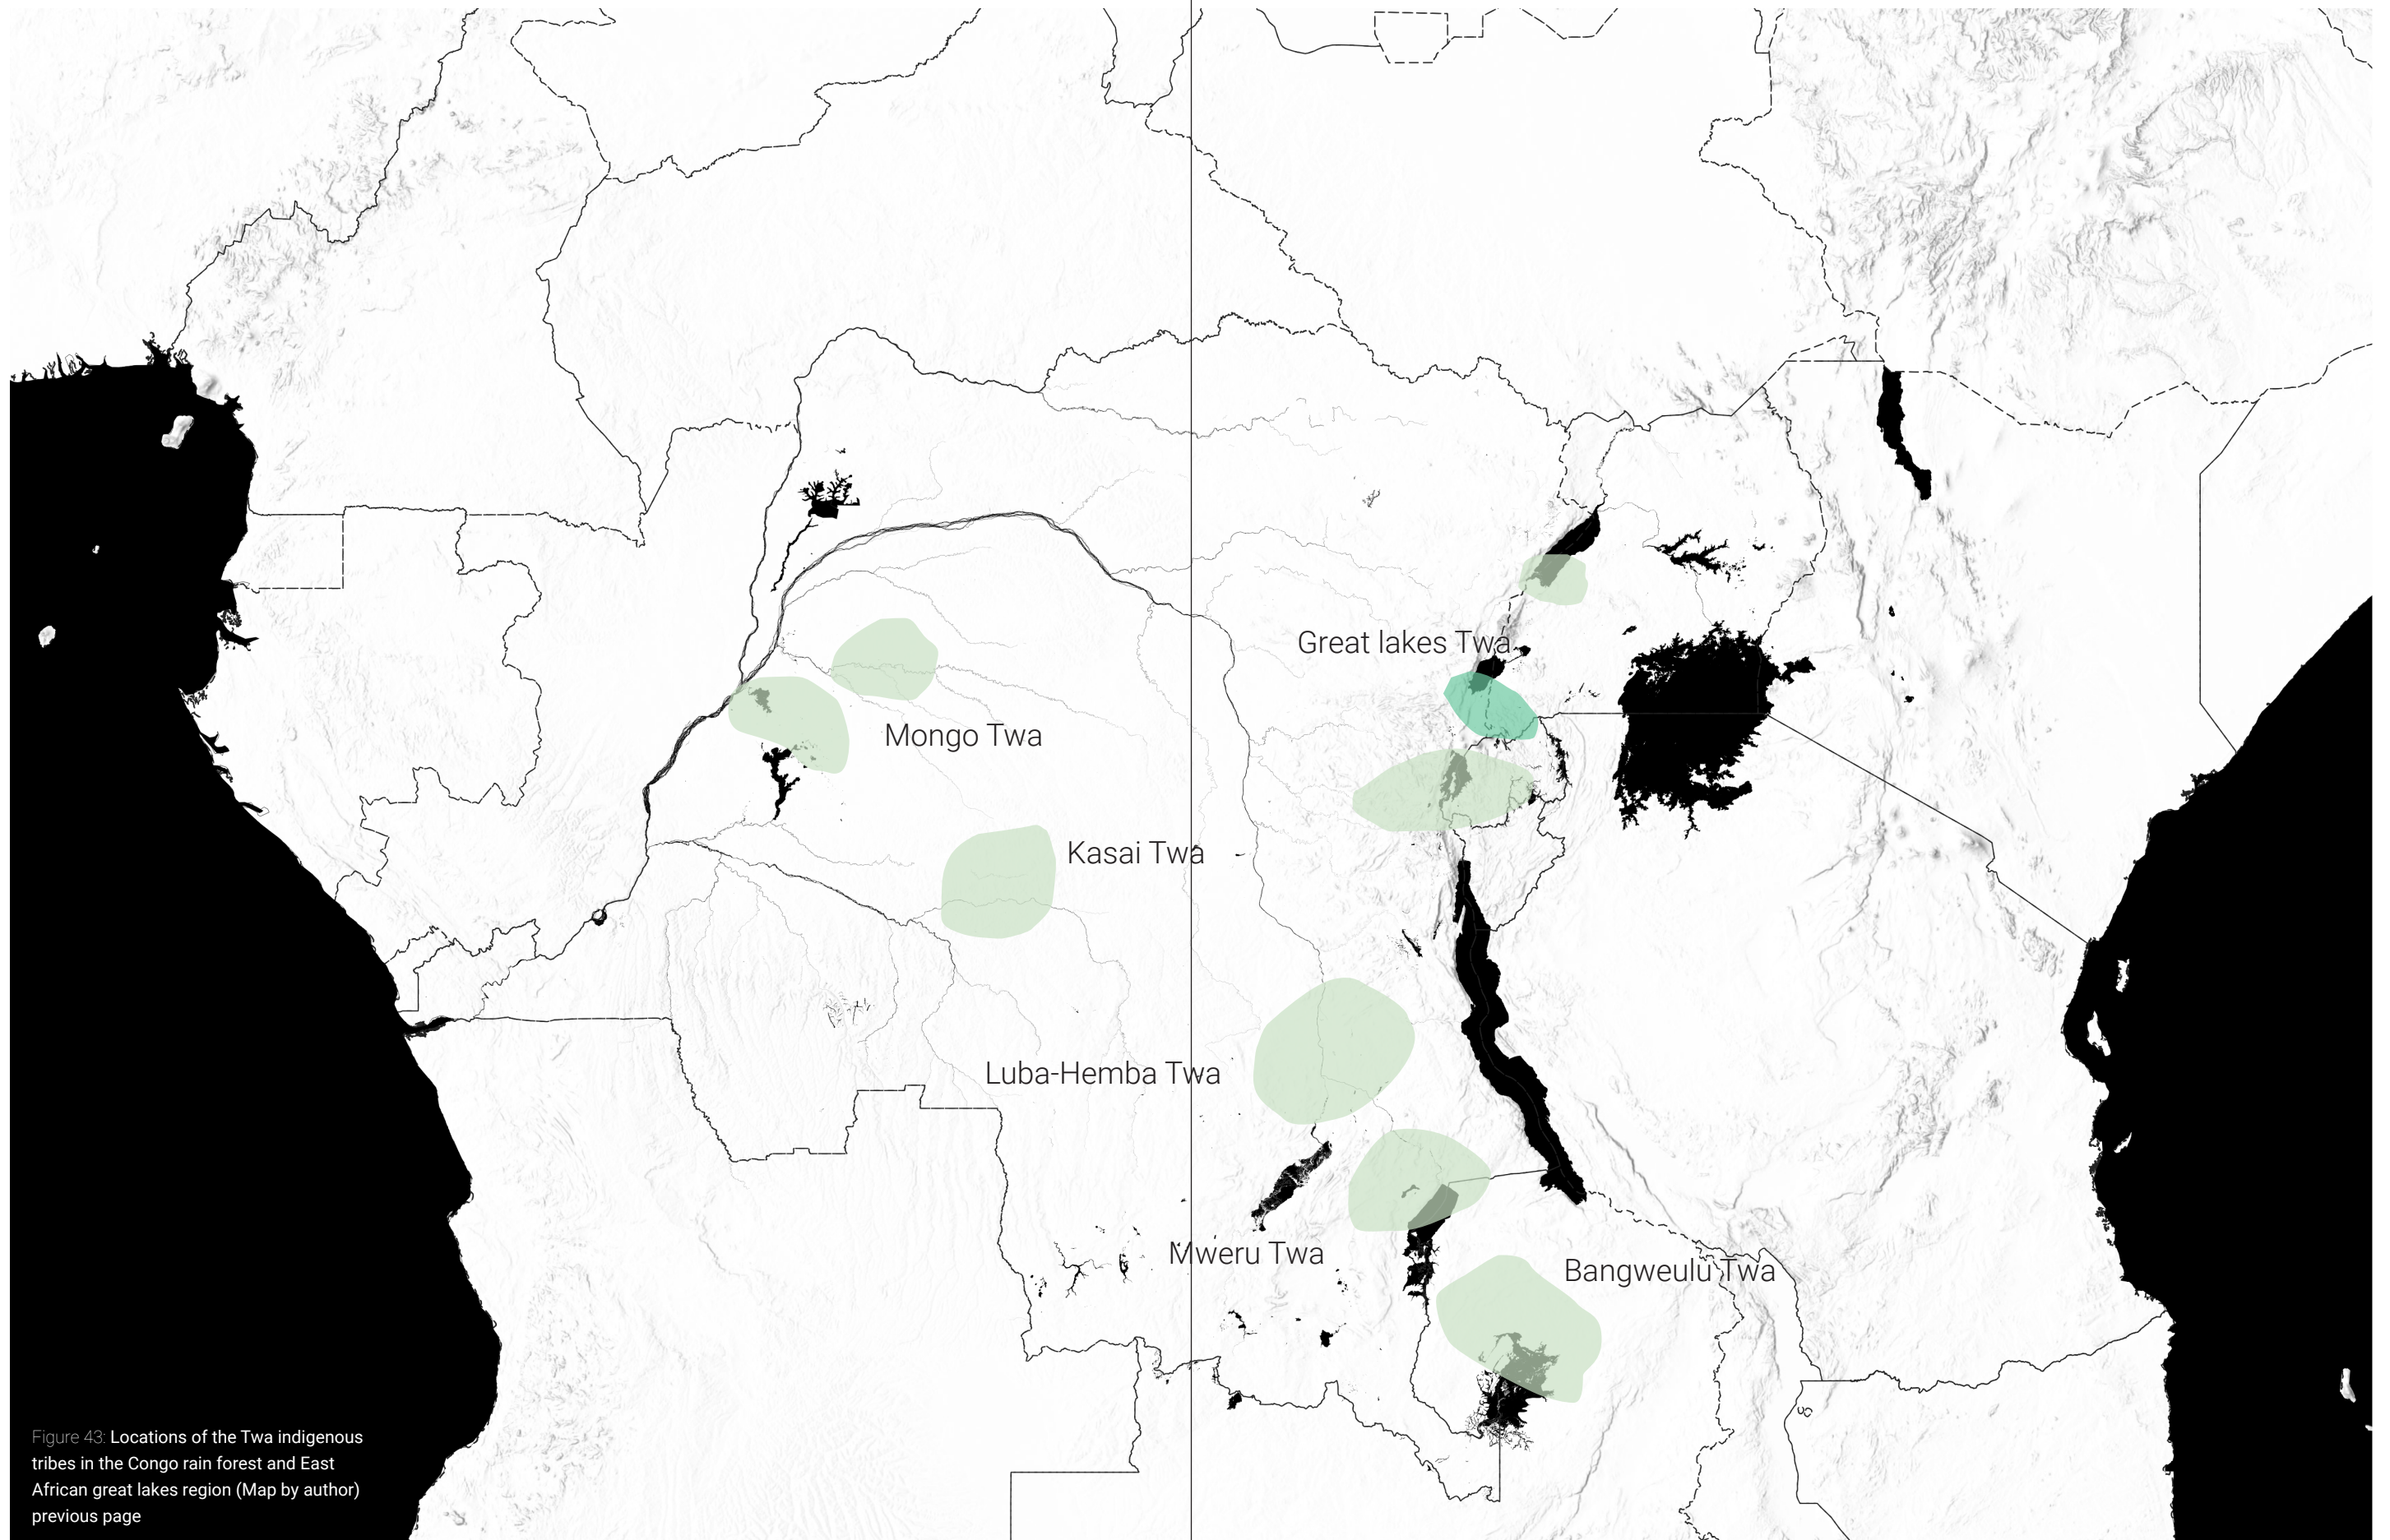 Great lakes Twa
Mongo Twa
Kasai Twa
Luba-Hemba Twa
Mweru Twa
Bangweulu Twa
Figure 43: Locations of the Twa indigenous
tribes in the Congo rain forest and East
African great lakes region (Map by author)
previous page